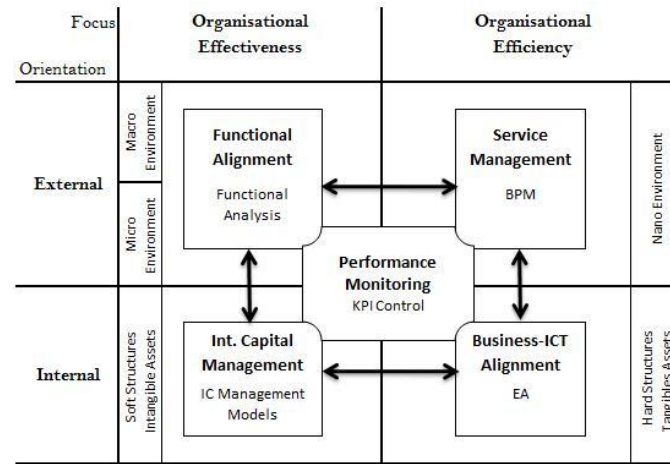 Focus
Orientation
Organisational
Effectiveness
Organisational
Efficiency
External
Macro
Environment
Micro
Environment
Functional
Alignment
Functional
Analysis
Service
Management
BPM
Nano Environment
Performance
Monitoring
KPI Control
Internal
Soft Structures
Intangible Assets
Int. Capital
Management
IC Management
Models
Business-ICT
Alignment
EA
Hard Structures
Tangibles Assets